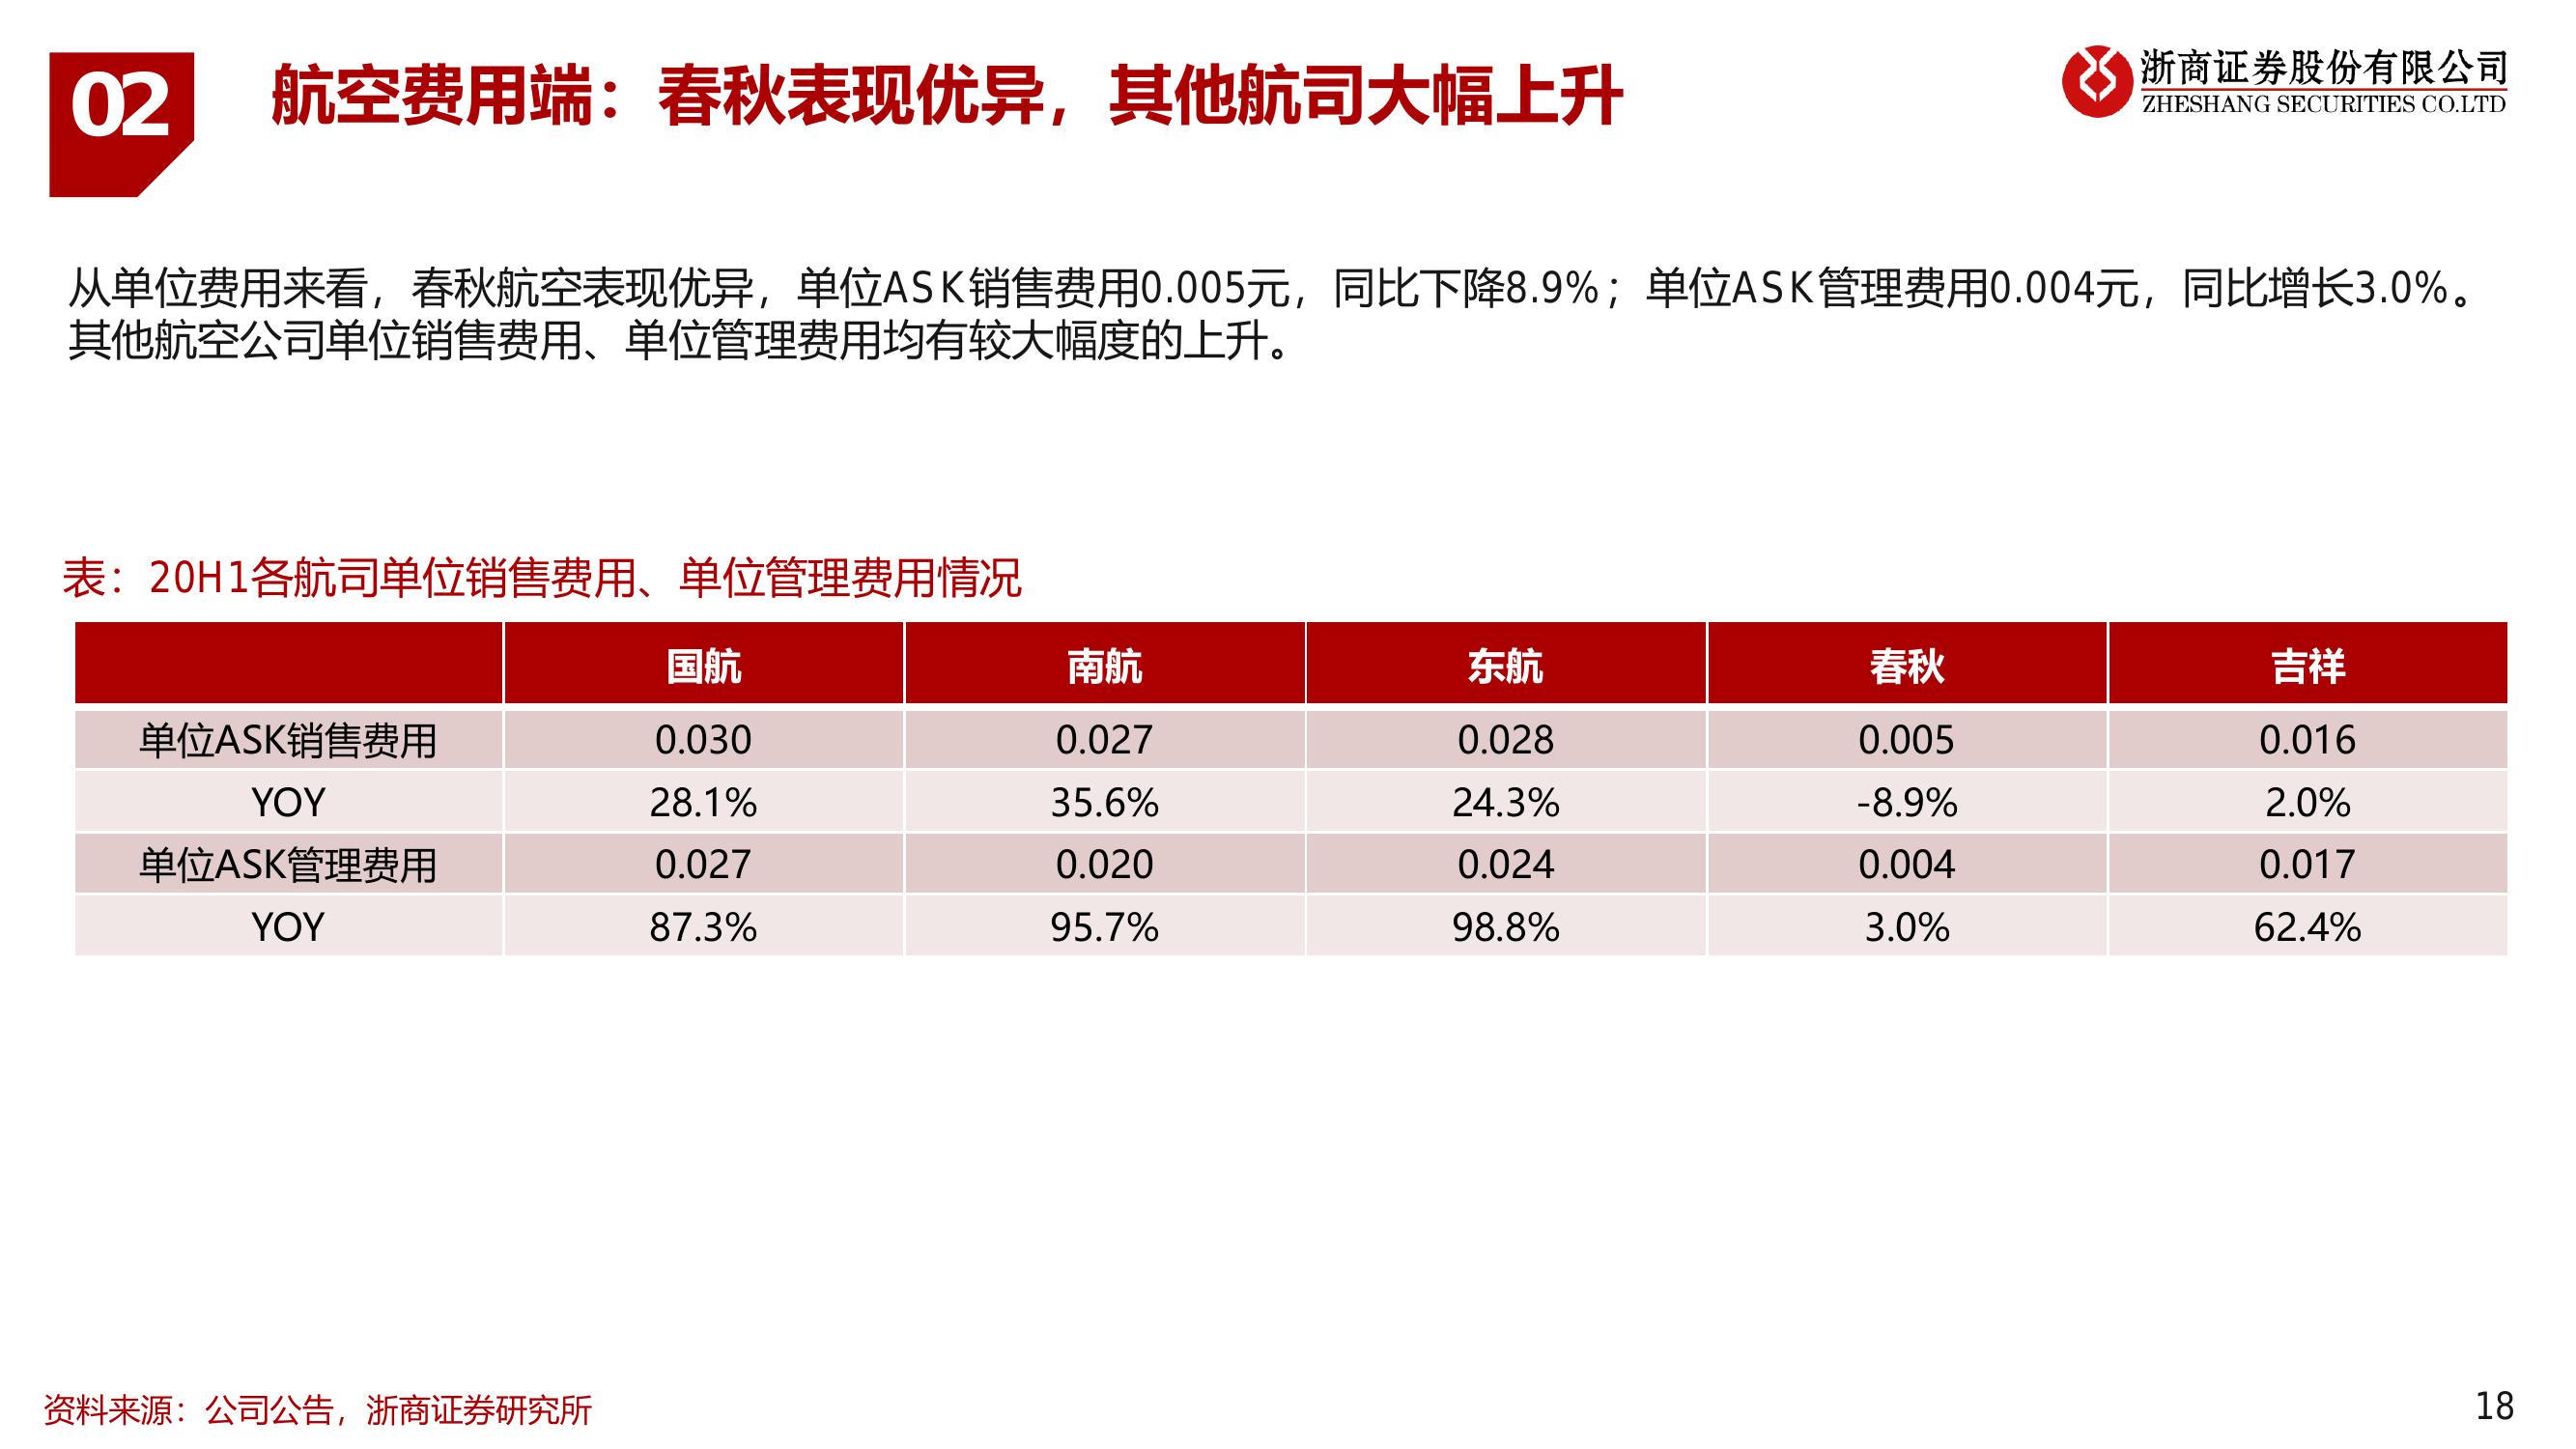 02
航空费用端：春秋表现优异，其他航司大幅上升
浙商证券股份有限公司
ZHESHANG SECURITIES CO.LTD
从单位费用来看，春秋航空表现优异，单位ASK销售费用0.005元，同比下降8.9%；单位ASK管理费用0.004元，同比增长3.0%。
其他航空公司单位销售费用、单位管理费用均有较大幅度的上升。
表：20H1各航司单位销售费用、单位管理费用情况
国航 南航 东航 春秋 吉祥
单位ASK销售费用 0.030 0.027 0.028 0.005 0.016
YOY 28.1% 35.6% 24.3% -8.9% 2.0%
单位ASK管理费用 0.027 0.020 0.024 0.004 0.017
YOY 87.3% 95.7% 98.8% 3.0% 62.4%
资料来源：公司公告，浙商证券研究所
18